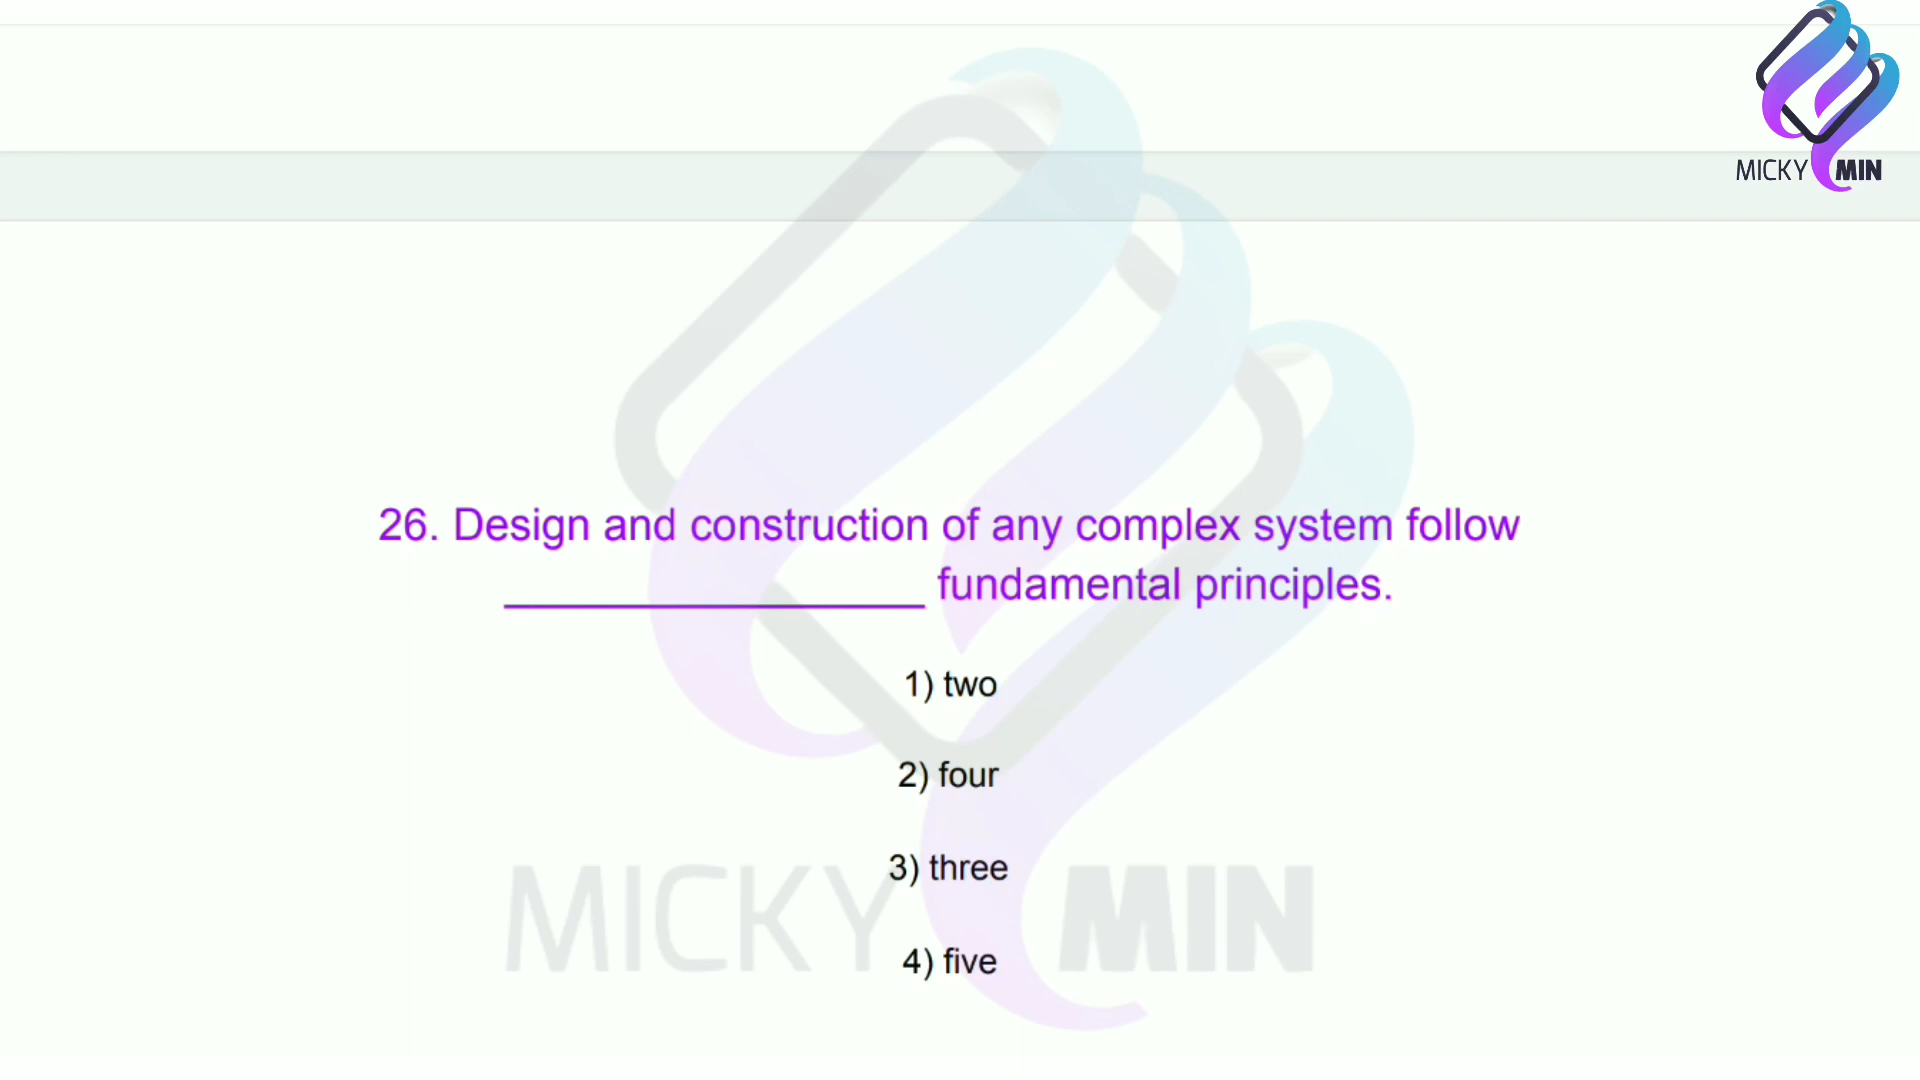 MICKY MIN
26. Design and construction of any complex system follow
____________________ fundamental principles.
1) two
2) four
3) three
4) five
MICKY MIN